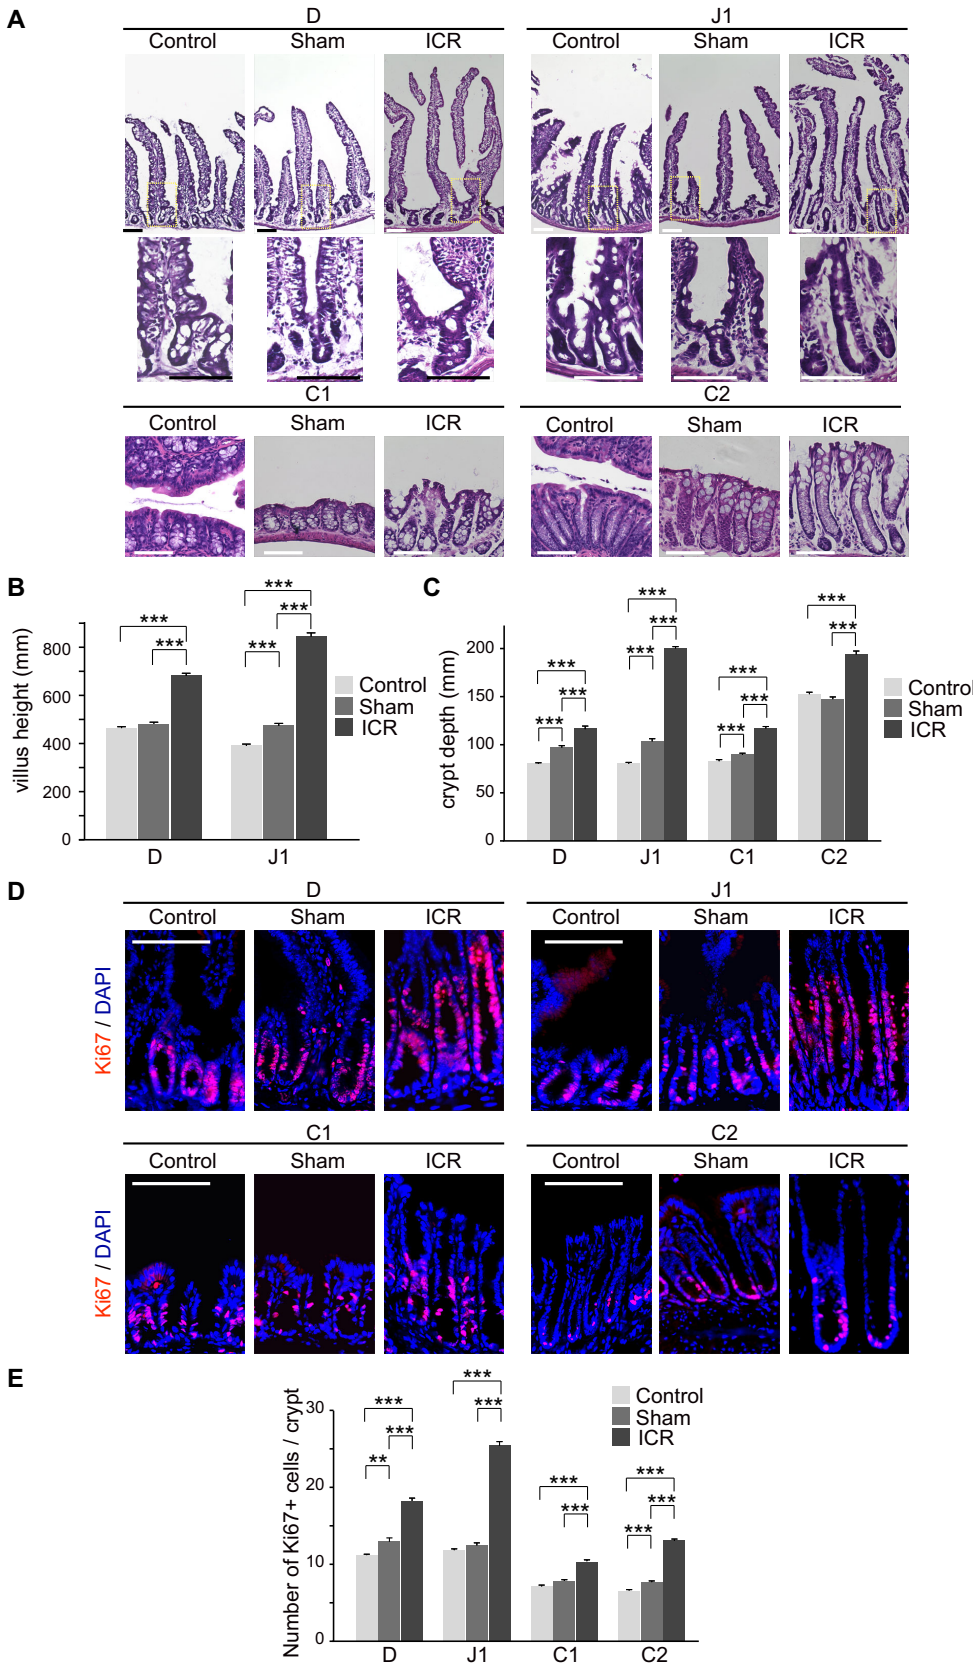 A
D
J1
Control Sham ICR Control Sham ICR
C1
C2
Control Sham ICR Control Sham ICR
B
villus height (mm)
800
600
400
200
400
200
0
***
***
***
***
***
D J1
Control
Sham
ICR
C
crypt depth (mm)
200
150
100
50
0
***
***
***
***
***
***
***
***
***
***
***
D J1 C1 C2
Control
Sham
ICR
D
D
J1
Control Sham ICR Control Sham ICR
Ki67 / DAPI
C1
C2
Control Sham ICR Control Sham ICR
Ki67 / DAPI
E
Number of Ki67+ cells / crypt
30
20
10
0
***
***
**
***
***
***
***
***
***
***
D J1 C1 C2
Control
Sham
ICR